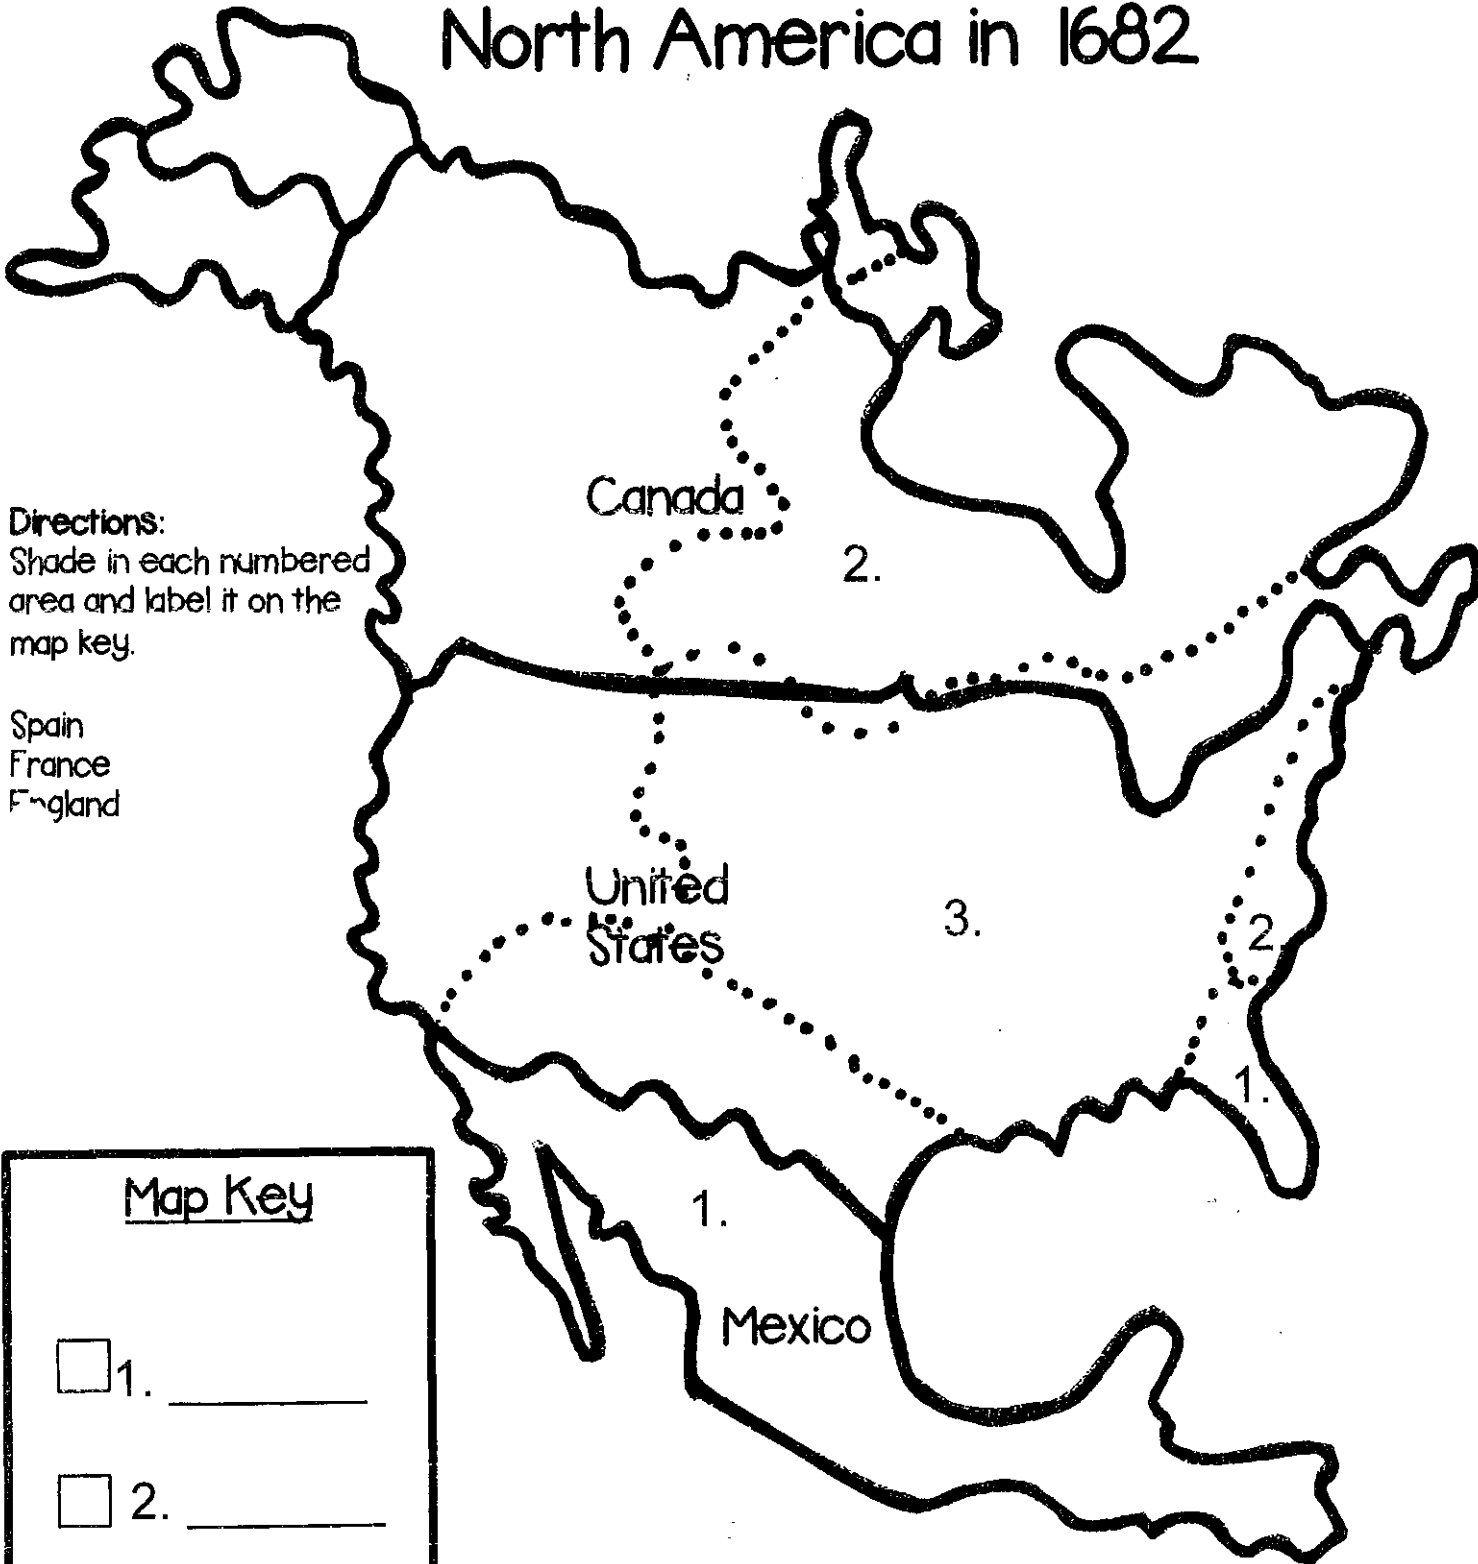 North America in 1682
Canada
Directions:
Shade in each numbered
area and label it on the
map key.
2.
Spain
France
United
States
3.
2.
1.
Map Key
1.
Mexico
1.
2.